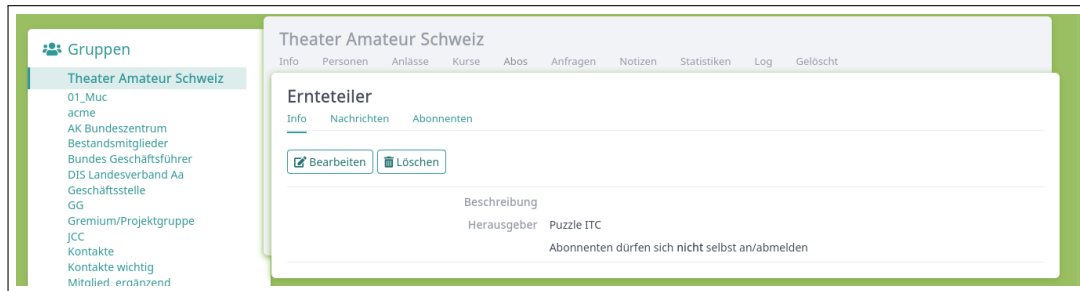 Gruppen
Theater Amateur Schweiz
01_Muc
acme
AK Bundeszentrum
Bestandsmitglieder
Bundes Geschäftsführer
DIS Landesverband Aa
Geschäftsstelle
GG
Gremium/Projektgruppe
JCC
Kontakte
Kontakte wichtig
Mitglied, ergänzend
Theater Amateur Schweiz
Info Personen Anlässe Kurse Abos Anfragen Notizen Statistiken Log Gelöscht
Ernteteiler
Info Nachrichten Abonnenten
Bearbeiten Löschen
Beschreibung
Herausgeber Puzzle ITC
Abonnenten dürfen sich nicht selbst an/abmelden